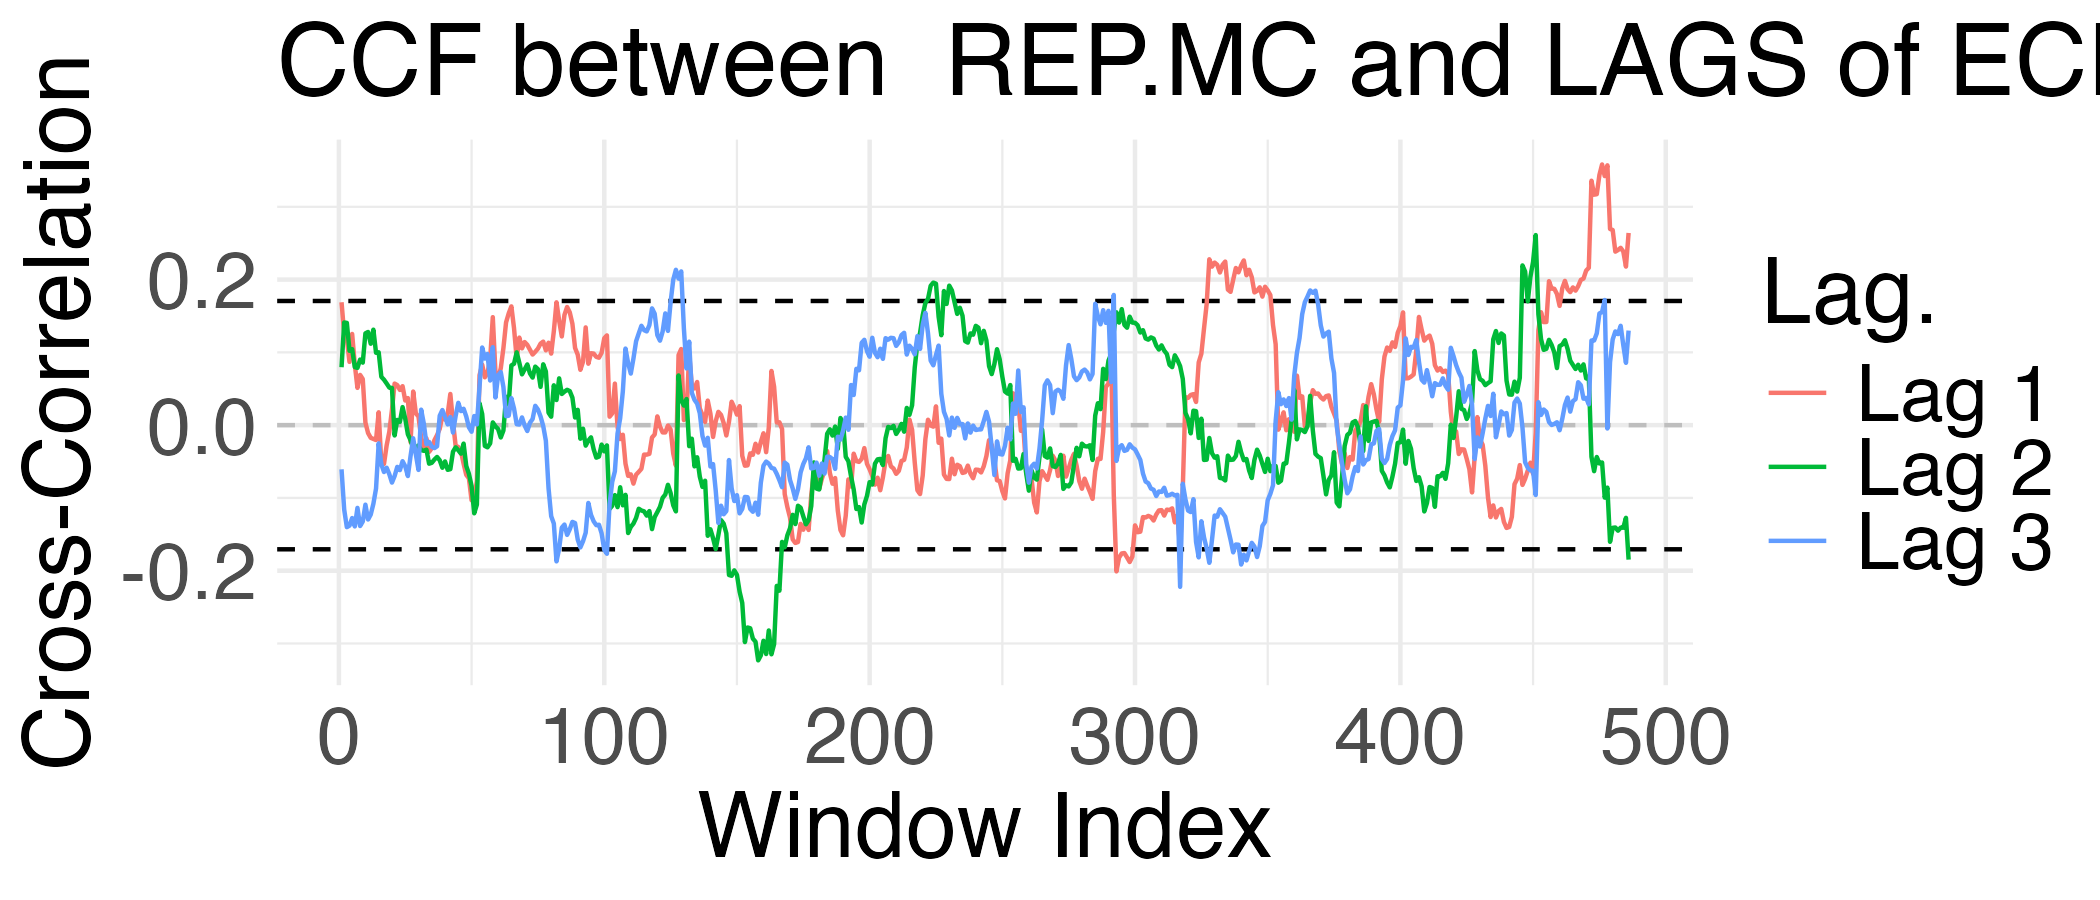 CCF between REP.MC and LAGS of
Cross-Correlation
0.2
0.0
-0.2
0 100 200 300 400 500
Window Index
Lag.
Lag 1
Lag 2
Lag 3